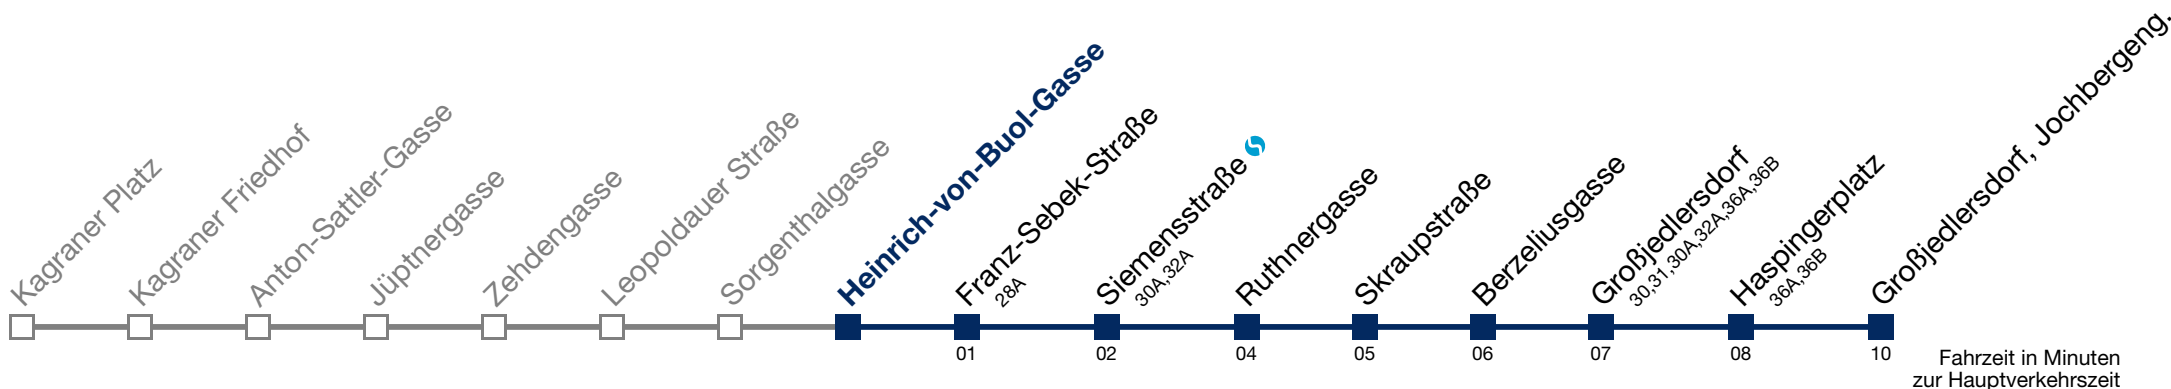 Kagraner Platz
Kagraner Friedhof
Anton-Sattler-Gasse
Jüptnergasse
Zehdengasse
Leopoldauer Straße
Sorgenthalgasse
Heinrich-von-Buol-Gasse
Franz-Sebek-Straße
28A
Siemensstraße
30A,32A
Ruthnergasse
Skraupstraße
Berzeliusgasse
Großjedlersdorf
30,31,30A,32A,36A,36B
Haspingerplatz
36A,36B
Großjedlersdorf, Jochbergeng.
01
02
04
05
06
07
08
10
Fahrzeit in Minuten
zur Hauptverkehrszeit